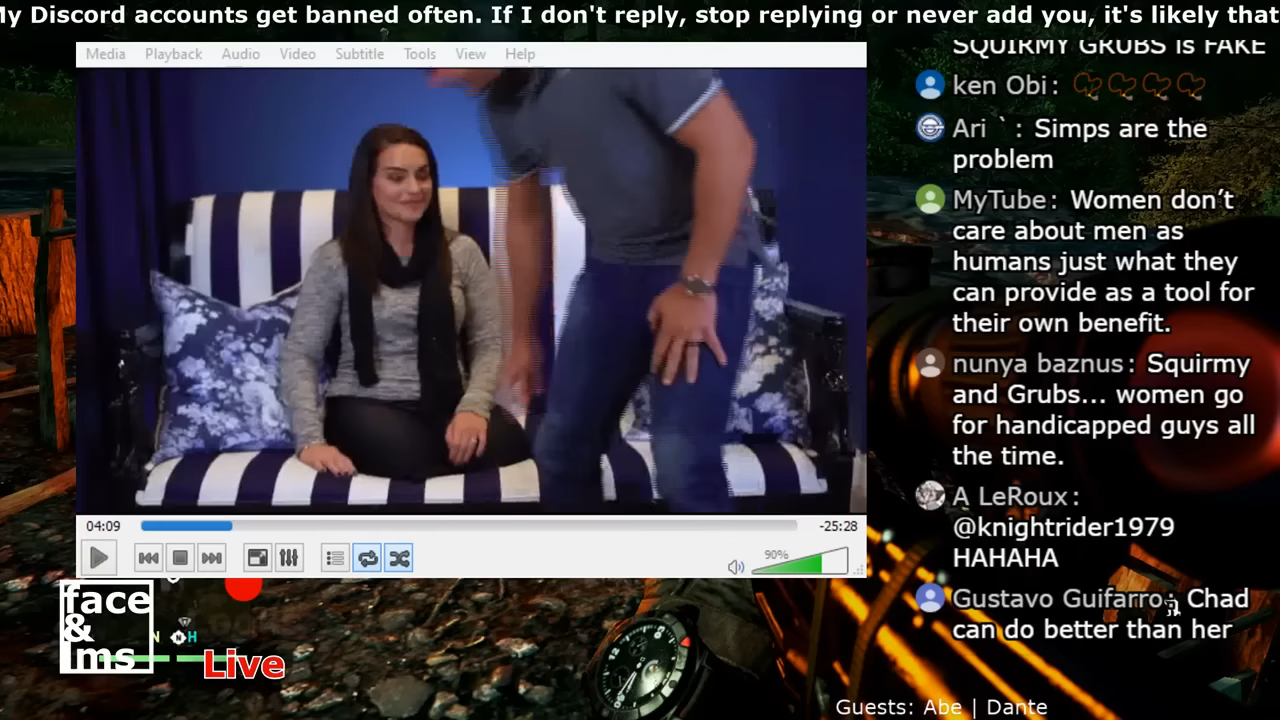 My Discord accounts get banned often. If I don't reply, stop replying or never add you, it's likely that
Media Playback Audio Video Subtitle Tools View Help
SQUIRMY GRUBS IS FAKE
ken Obi:
Ari `: Simps are the
problem
MyTube: Women don’t
care about men as
humans just what they
can provide as a tool for
their own benefit.
nunya baznus: Squirmy
and Grubs... women go
for handicapped guys all
the time.
A LeRoux:
@knightrider1979
HAHAHA
Gustavo Guifarro: Chad
can do better than her
04:09 -25:28
90%
face
&
lms
N H
Live
Guests: Abe | Dante